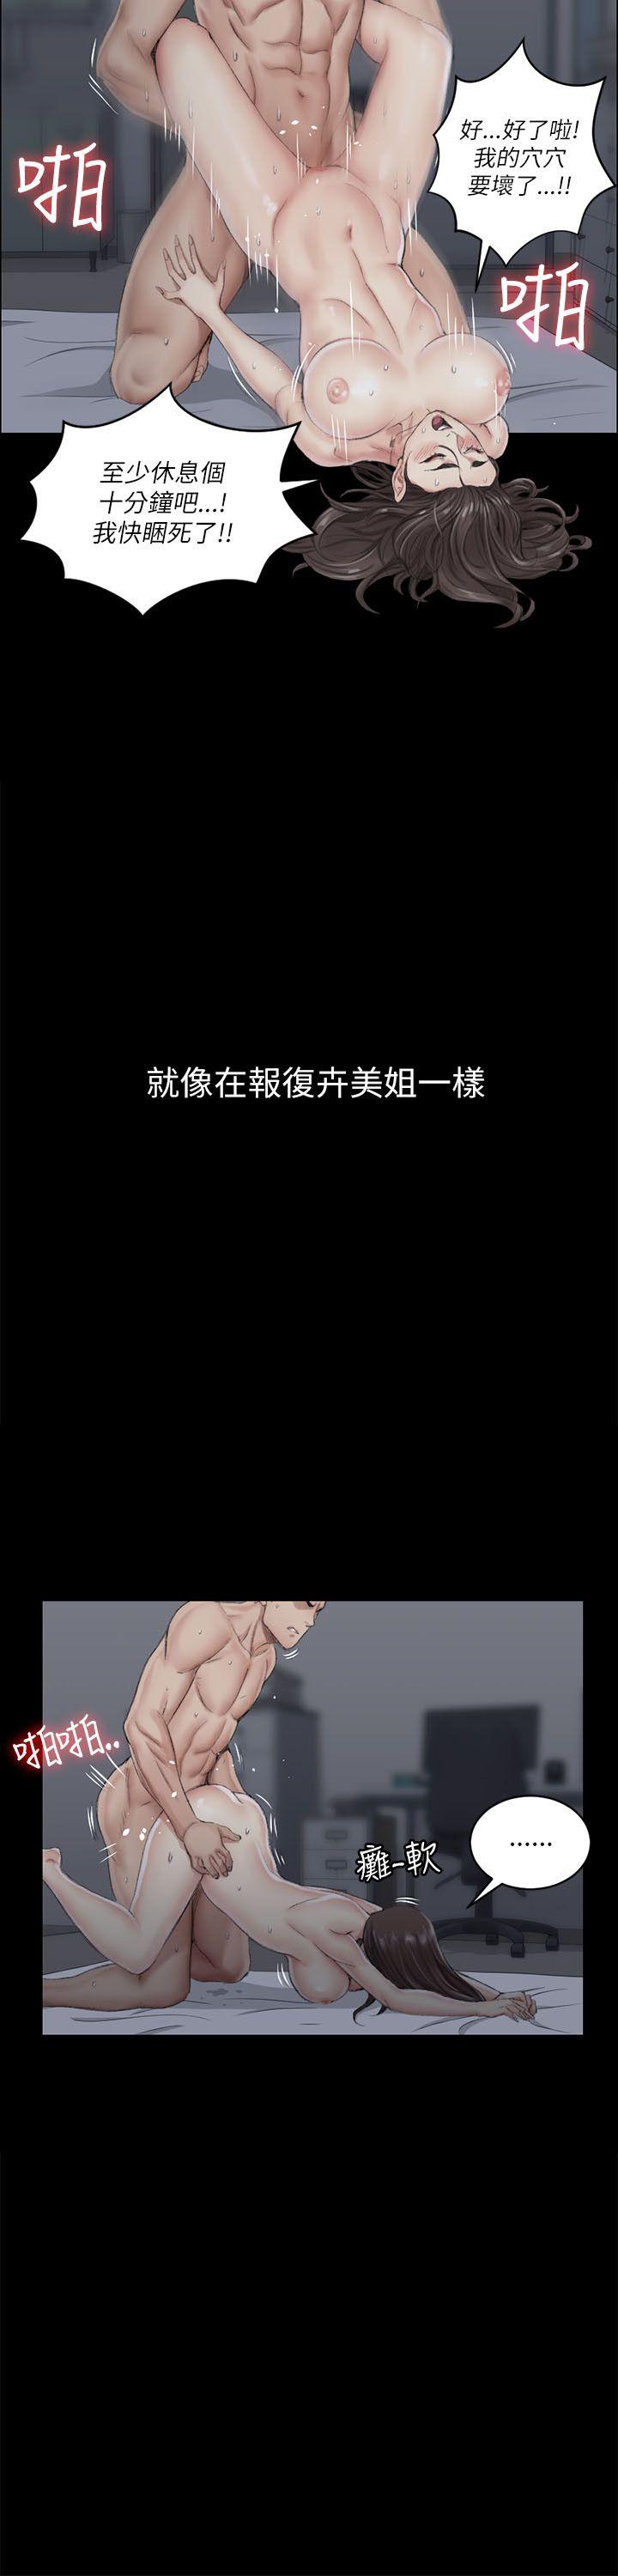 好...好了啦!
我的穴穴
要壞了...!!
啪
啪
至少休息個
十分鐘吧...!
我快睏死了!!
就像在報復卉美姐一樣
啪啪..
癱-軟
......